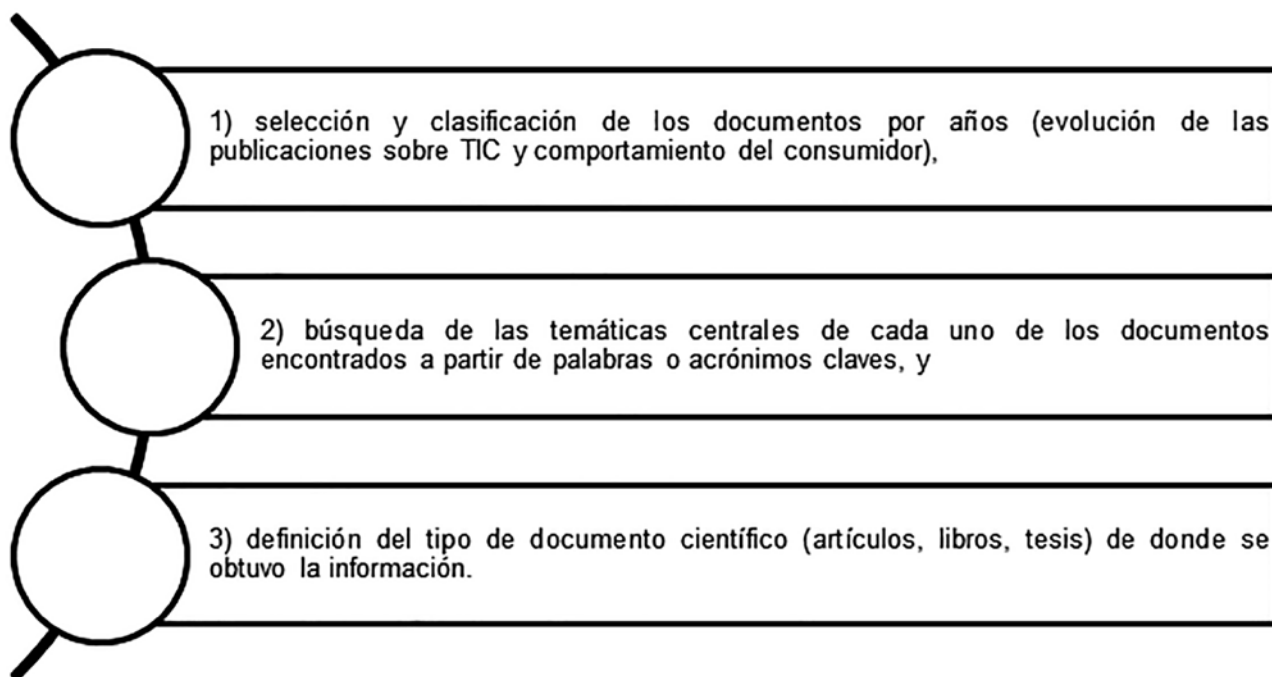 1) selección y clasificación de los documentos por años (evolución de las
publicaciones sobre TIC y comportamiento del consumidor),
2) búsqueda de las temáticas centrales de cada uno de los documentos
encontrados a partir de palabras o acrónimos claves, y
3) definición del tipo de documento científico (artículos, libros, tesis) de donde se
obtuvo la información.